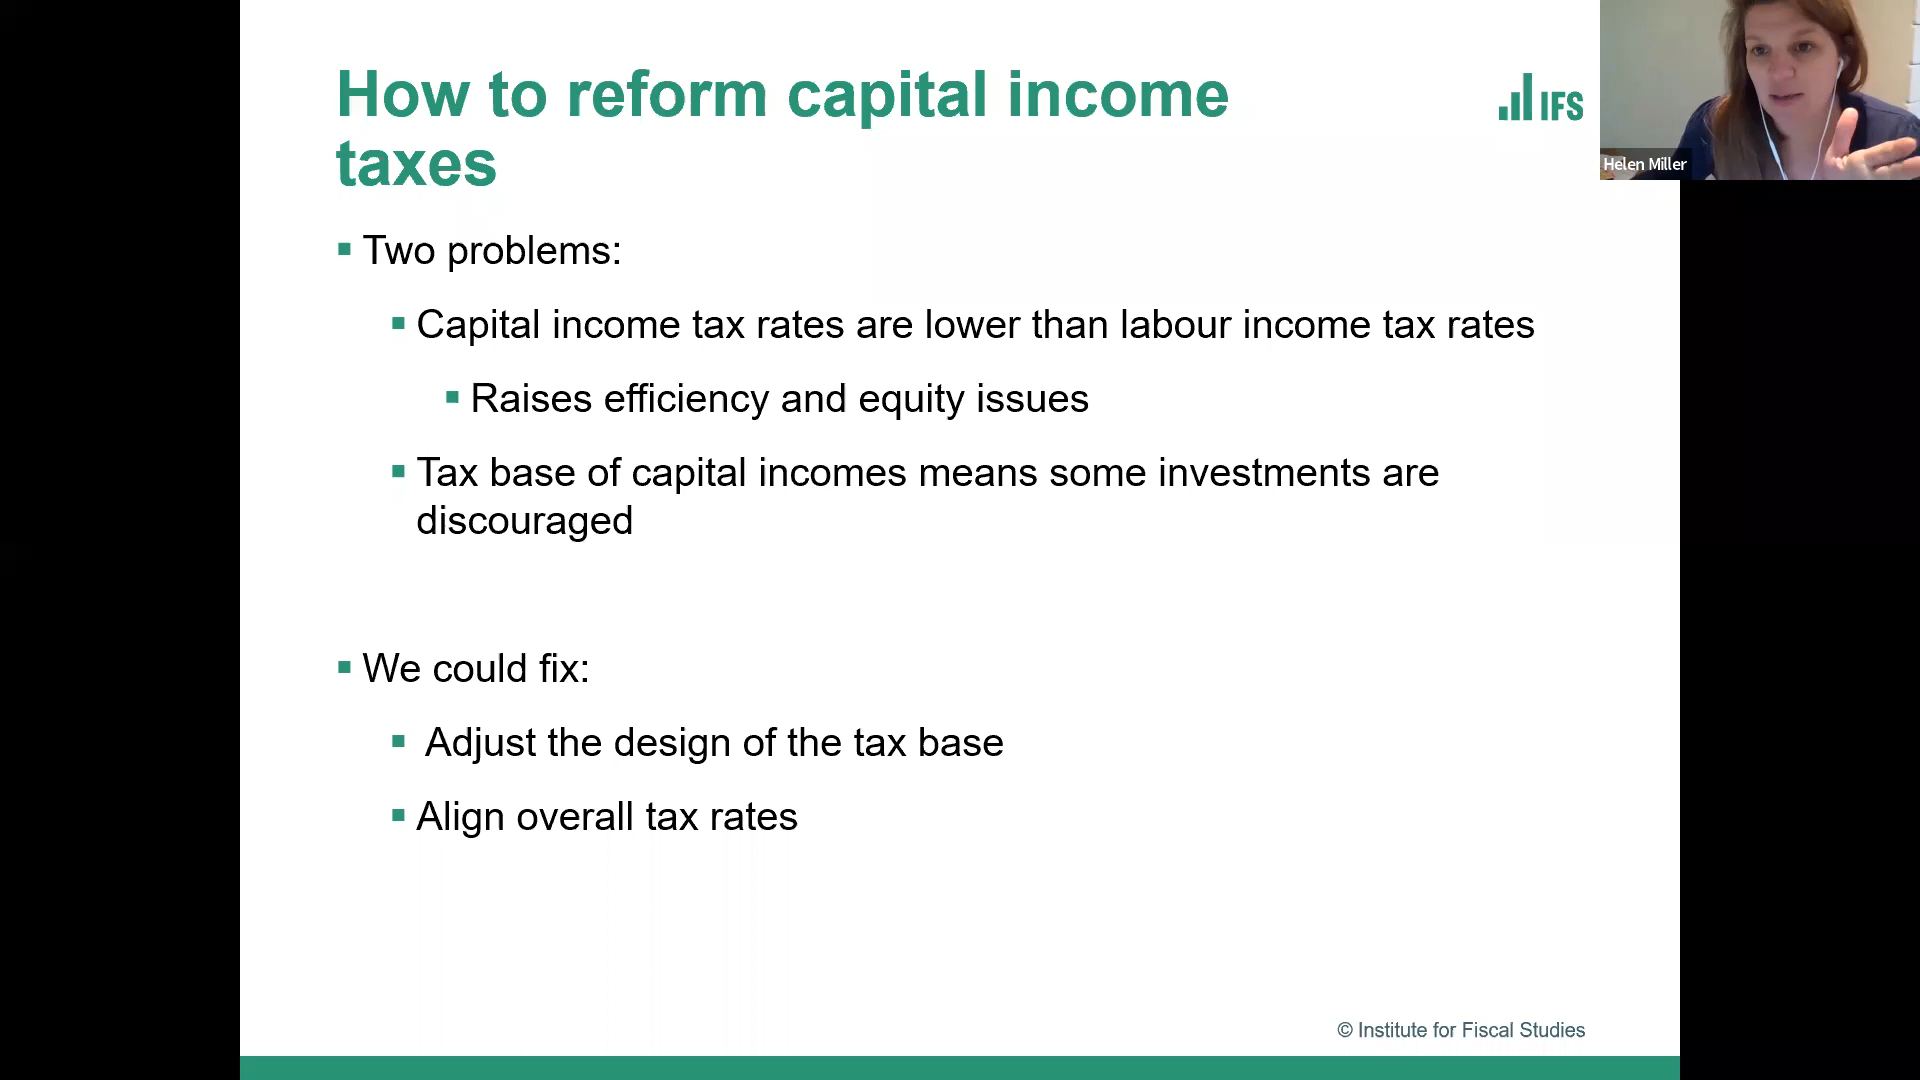 How to reform capital income
taxes
IFS
Helen Miller
Two problems:
Capital income tax rates are lower than labour income tax rates
Raises efficiency and equity issues
Tax base of capital incomes means some investments are
discouraged
We could fix:
Adjust the design of the tax base
Align overall tax rates
© Institute for Fiscal Studies